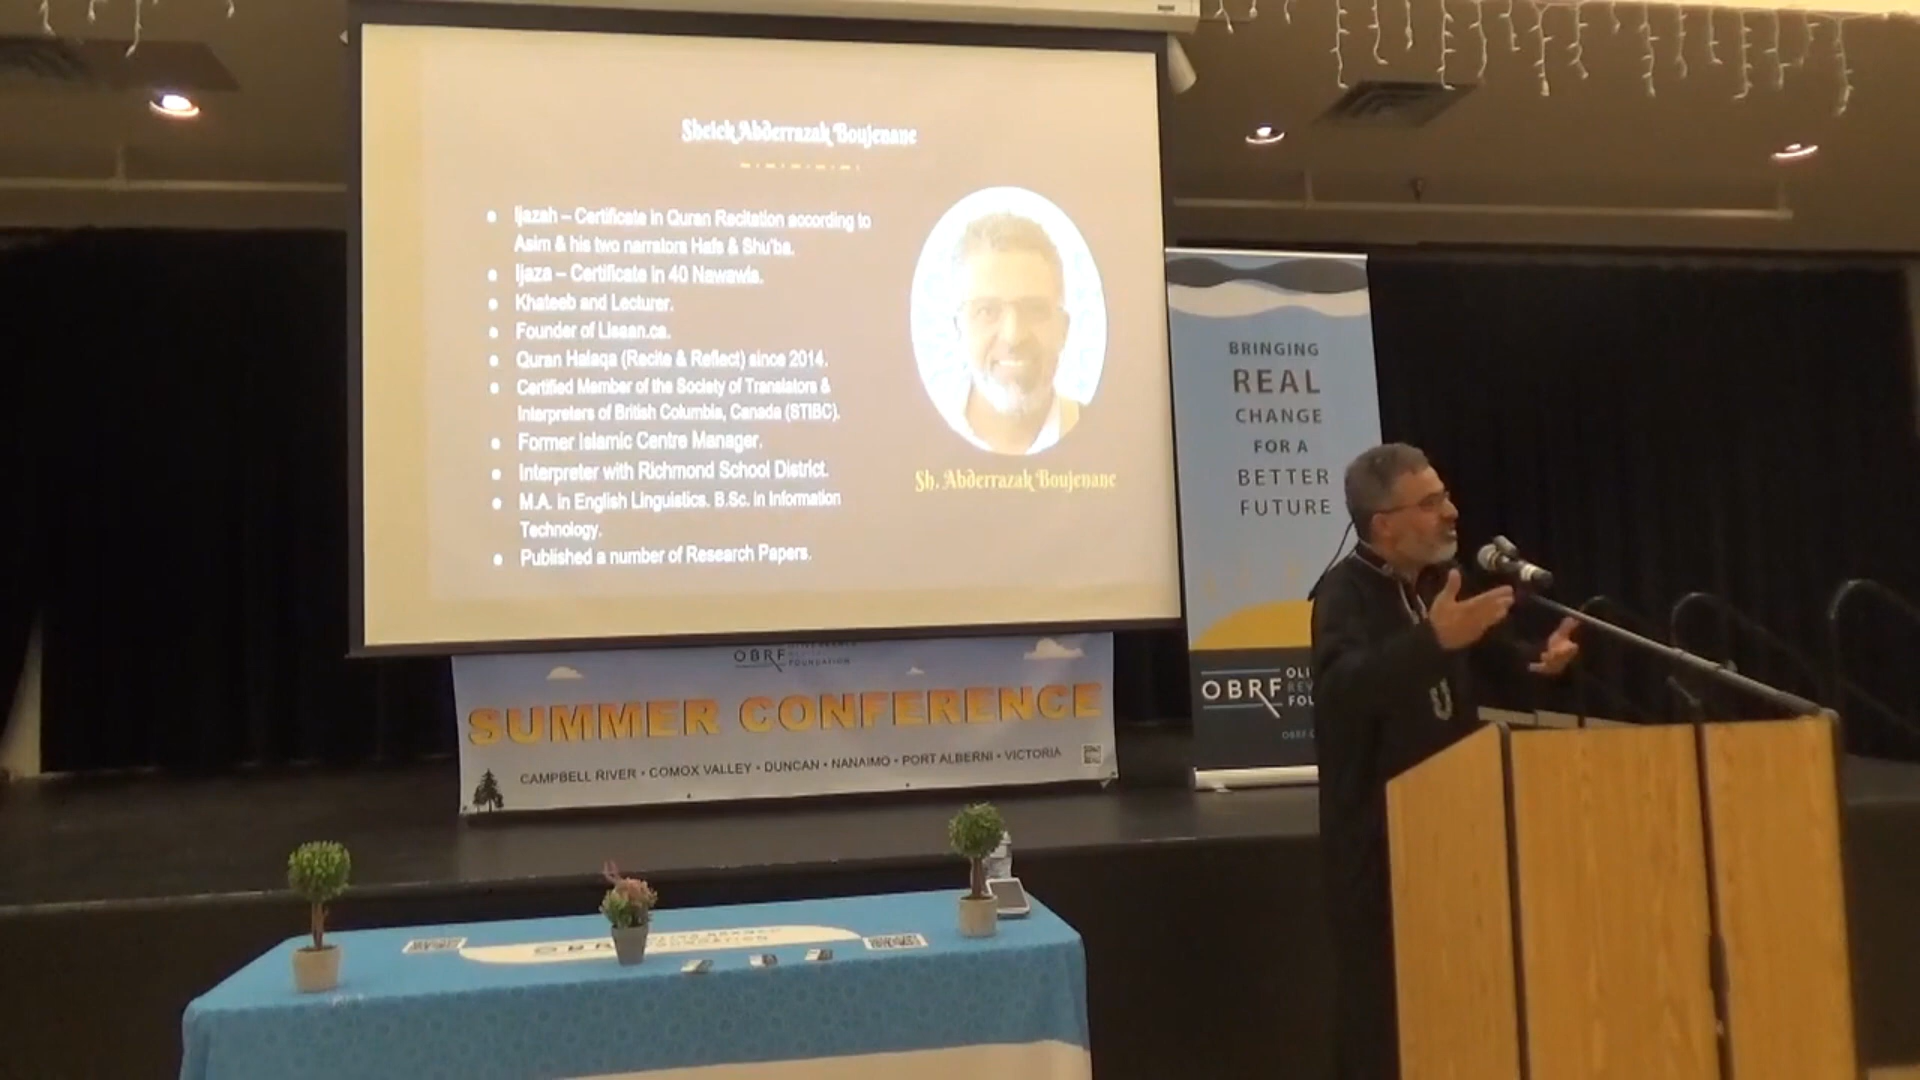 Sheick Abderrazak Boujenane
● Ijazah – Certificate in Quran Recitation according to
Asim & his two narrators Hafs & Shu'ba.
● Ijaza – Certificate in 40 Nawawia.
● Khateeb and Lecturer.
● Founder of Lisaan.ca.
● Quran Halaqa (Recite & Reflect) since 2014.
● Certified Member of the Society of Translators &
Interpreters of British Columbia, Canada (STIBC).
● Former Islamic Centre Manager.
● Interpreter with Richmond School District.
● M.A. in English Linguistics. B.Sc. in Information
Technology.
● Published a number of Research Papers.
Sh. Abderrazak Boujenane
BRINGING
REAL
CHANGE
FOR A
BETTER
FUTURE
OBRF
OLI
REV
FOU
OBRF
FOUNDATION
SUMMER CONFERENCE
CAMPBELL RIVER • COMOX VALLEY • DUNCAN • NANAIMO • PORT ALBERNI • VICTORIA